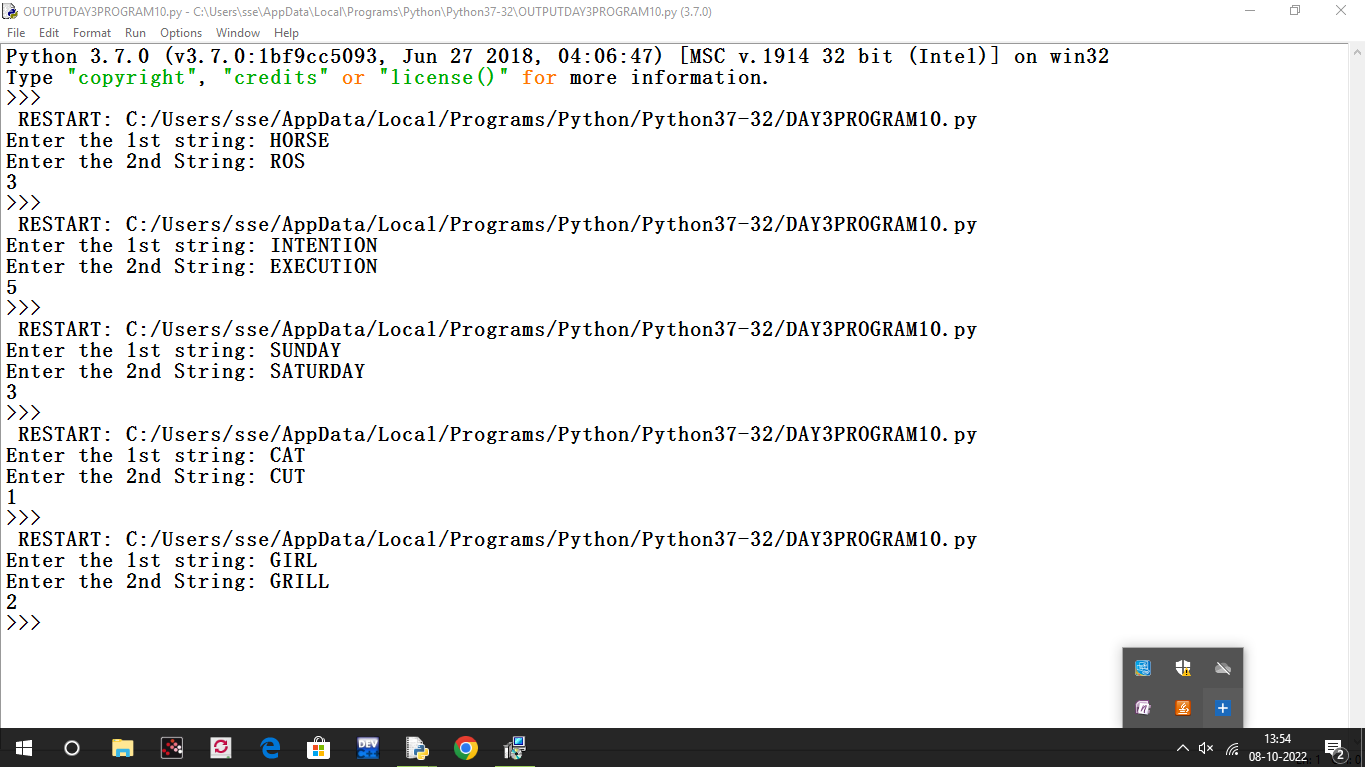 OUTPUTDAY3PROGRAM10.py - C:\Users\sse\AppData\Local\Programs\Python\Python37-32\OUTPUTDAY3PROGRAM10.py (3.7.0)
File Edit Format Run Options Window Help
Python 3.7.0 (v3.7.0:1bf9cc5093, Jun 27 2018, 04:06:47) [MSC v.1914 32 bit (Intel)] on win32
Type "copyright", "credits" or "license()" for more information.
>>>
 RESTART: C:/Users/sse/AppData/Local/Programs/Python/Python37-32/DAY3PROGRAM10.py
Enter the 1st string: HORSE
Enter the 2nd String: ROS
3
>>>
 RESTART: C:/Users/sse/AppData/Local/Programs/Python/Python37-32/DAY3PROGRAM10.py
Enter the 1st string: INTENTION
Enter the 2nd String: EXECUTION
5
>>>
 RESTART: C:/Users/sse/AppData/Local/Programs/Python/Python37-32/DAY3PROGRAM10.py
Enter the 1st string: SUNDAY
Enter the 2nd String: SATURDAY
3
>>>
 RESTART: C:/Users/sse/AppData/Local/Programs/Python/Python37-32/DAY3PROGRAM10.py
Enter the 1st string: CAT
Enter the 2nd String: CUT
1
>>>
 RESTART: C:/Users/sse/AppData/Local/Programs/Python/Python37-32/DAY3PROGRAM10.py
Enter the 1st string: GIRL
Enter the 2nd String: GRILL
2
>>>
DEV
13:54
08-10-2022
2